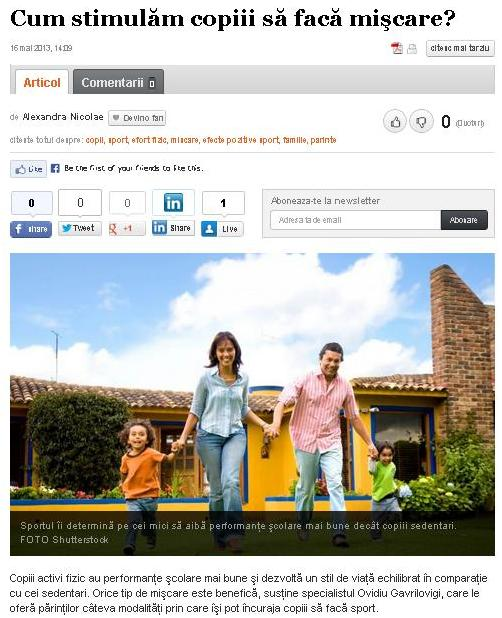 Cum stimulăm copiii să facă mişcare?
16 mai 2013, 14:09
citeste mai tarziu
Articol
Comentarii 0
de Alexandra Nicolae
Devino fan
0 (0 voturi)
citeste totul despre: copii, sport, efort fizic, miscare, efecte pozitive sport, familie, parinte
Like
Be the first of your friends to like this.
0
0
0
in
1
share
Tweet
+1
in Share
Live
Aboneaza-te la newsletter
Adresa ta de email
Abonare
Sportul îi determină pe cei mici să aibă performanţe şcolare mai bune decât copiii sedentari.
FOTO Shutterstock
Copiii activi fizic au performanţe şcolare mai bune şi dezvoltă un stil de viaţă echilibrat în comparaţie
cu cei sedentari. Orice tip de mişcare este benefică, susţine specialistul Ovidiu Gavrilovigi, care le
oferă părinţilor câteva modalităţi prin care îşi pot încuraja copiii să facă sport.